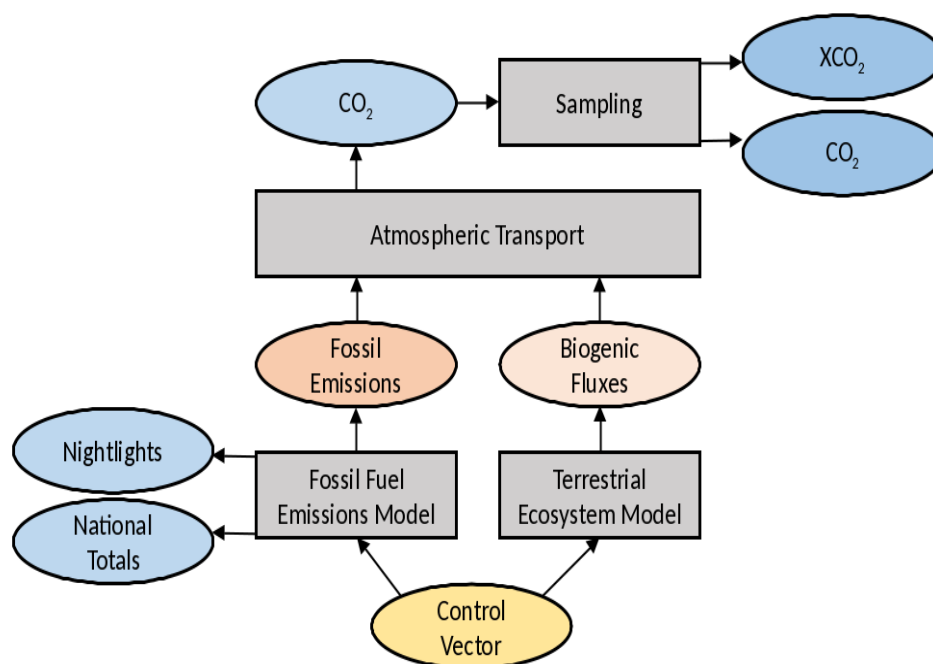 XCO₂
CO₂
Sampling
CO₂
Atmospheric Transport
Fossil
Emissions
Biogenic
Fluxes
Nightlights
Fossil Fuel
Emissions Model
Terrestrial
Ecosystem Model
National
Totals
Control
Vector